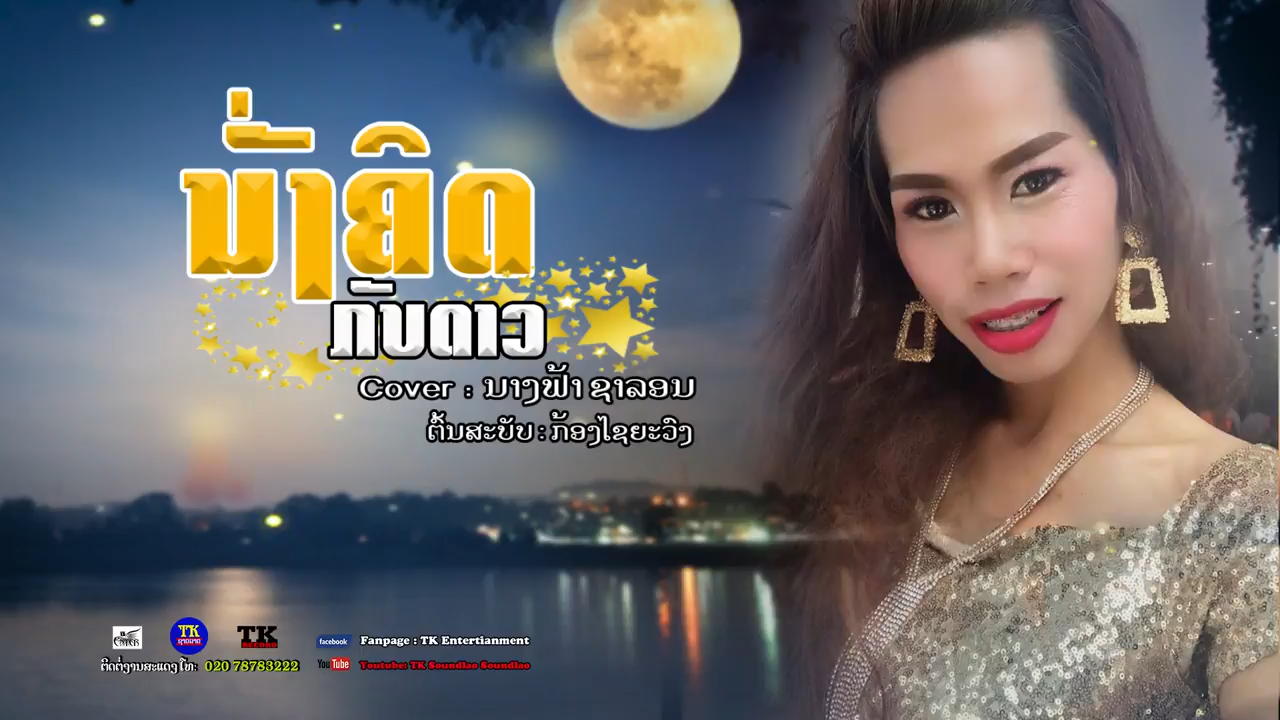 ນັ່ງຄິດ
ກັບດາວ
Cover : ນາງຟ້າ ຊາລອນ
ຕົ້ນສະບັບ : ກ້ອງໄຊຍະວົງ
TK
TK
RECORD
facebook
Fanpage : TK Entertianment
ຕິດຕໍ່ງານສະແດງ ໂທ: 020 78783222
YouTube
Youtube: TK Soundlao Soundlao